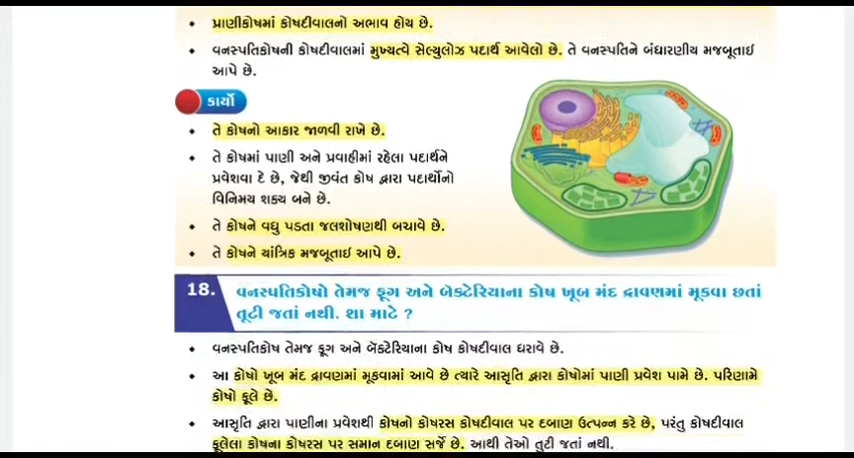 • પ્રાણીકોષમાં કોષદીવાલનો અભાવ હોય છે.
• વનસ્પતિકોષની કોષદીવાલમાં મુખ્યત્વે સેલ્યુલોઝ પદાર્થ આવેલો છે. તે વનસ્પતિને બંધારણીય મજબૂતાઈ
આપે છે.
કાર્યો
• તે કોષનો આકાર જાળવી રાખે છે.
• તે કોષમાં પાણી અને પ્રવાહીમાં રહેલા પદાર્થને
પ્રવેશવા દે છે, જેથી જીવંત કોષ દ્વારા પદાર્થોનો
વિનિમય શક્ય બને છે.
• તે કોષને વધુ પડતા જલશોષણથી બચાવે છે.
• તે કોષને યાંત્રિક મજબૂતાઈ આપે છે.
18. વનસ્પતિકોષો તેમજ ફૂગ અને બેક્ટેરિયાના કોષ ખૂબ મંદ દ્રાવણમાં મૂકવા છતાં
તૂટી જતાં નથી. શા માટે ?
• વનસ્પતિકોષ તેમજ ફૂગ અને બૅક્ટેરિયાના કોષ કોષદીવાલ ધરાવે છે.
• આ કોષો ખૂબ મંદ દ્રાવણમાં મૂકવામાં આવે છે ત્યારે આસૃતિ દ્વારા કોષોમાં પાણી પ્રવેશ પામે છે. પરિણામે
કોષો ફૂલે છે.
• આસૃતિ દ્વારા પાણીના પ્રવેશથી કોષનો કોષરસ કોષદીવાલ પર દબાણ ઉત્પન્ન કરે છે, પરંતુ કોષદીવાલ
ફૂલેલા કોષના કોષરસ પર સમાન દબાણ સર્જે છે. આથી તેઓ તુટી જતાં નથી.